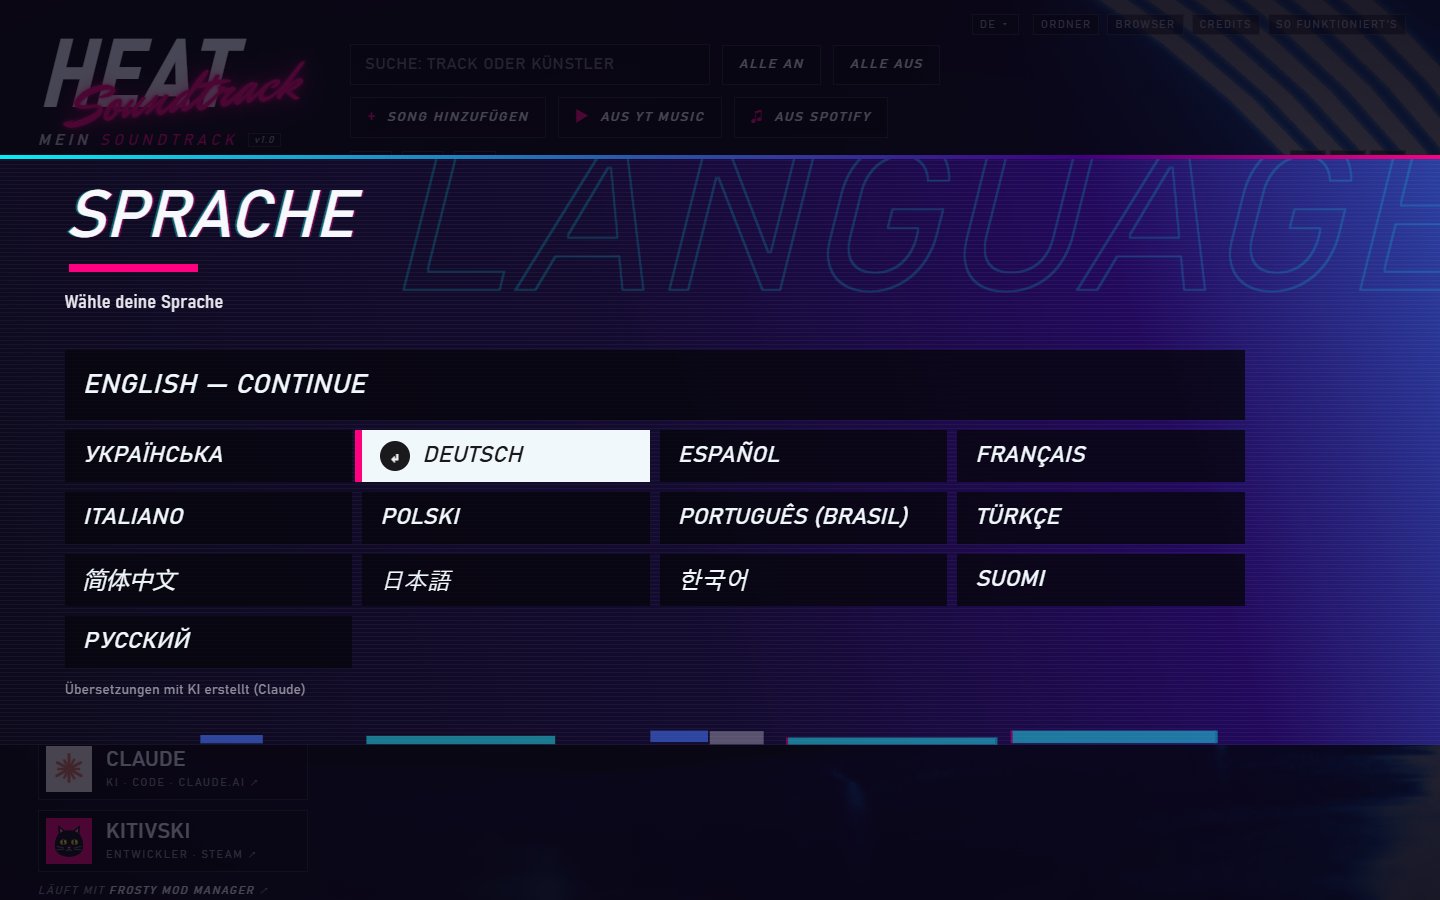 DE
ORDNER
BROWSER
CREDITS
SO FUNKTIONIERT'S
HEAT
Soundtrack
MEIN SOUNDTRACK v1.0
SUCHE: TRACK ODER KÜNSTLER
ALLE AN
ALLE AUS
+ SONG HINZUFÜGEN
AUS YT MUSIC
AUS SPOTIFY
LANGUAGE
SPRACHE
Wähle deine Sprache
ENGLISH — CONTINUE
УКРАЇНСЬКА
DEUTSCH
ESPAÑOL
FRANÇAIS
ITALIANO
POLSKI
PORTUGUÊS (BRASIL)
TÜRKÇE
简体中文
日本語
한국어
SUOMI
РУССКИЙ
Übersetzungen mit KI erstellt (Claude)
CLAUDE
KI · CODE · CLAUDE.AI ↗
KITIVSKI
ENTWICKLER · STEAM ↗
LÄUFT MIT FROSTY MOD MANAGER ↗